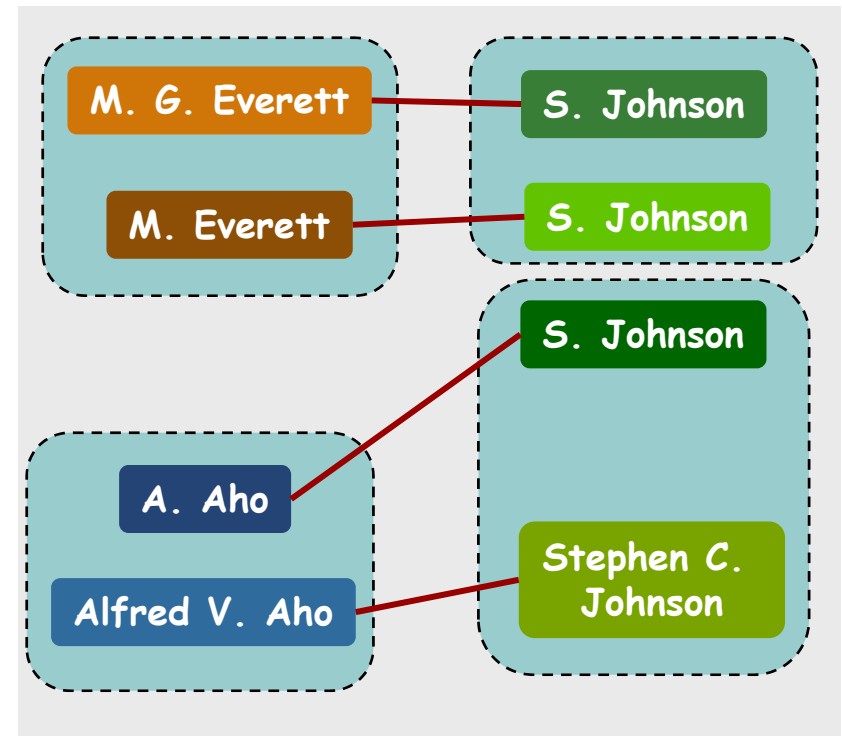 M. G. Everett
S. Johnson
M. Everett
S. Johnson
S. Johnson
A. Aho
Stephen C.
Johnson
Alfred V. Aho